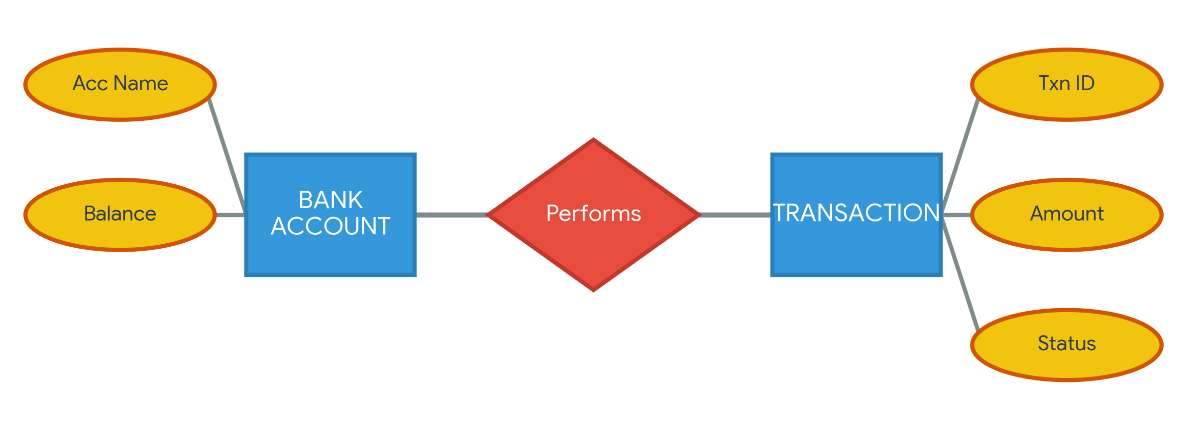 Acc Name
Balance
BANK
ACCOUNT
Performs
TRANSACTION
Txn ID
Amount
Status